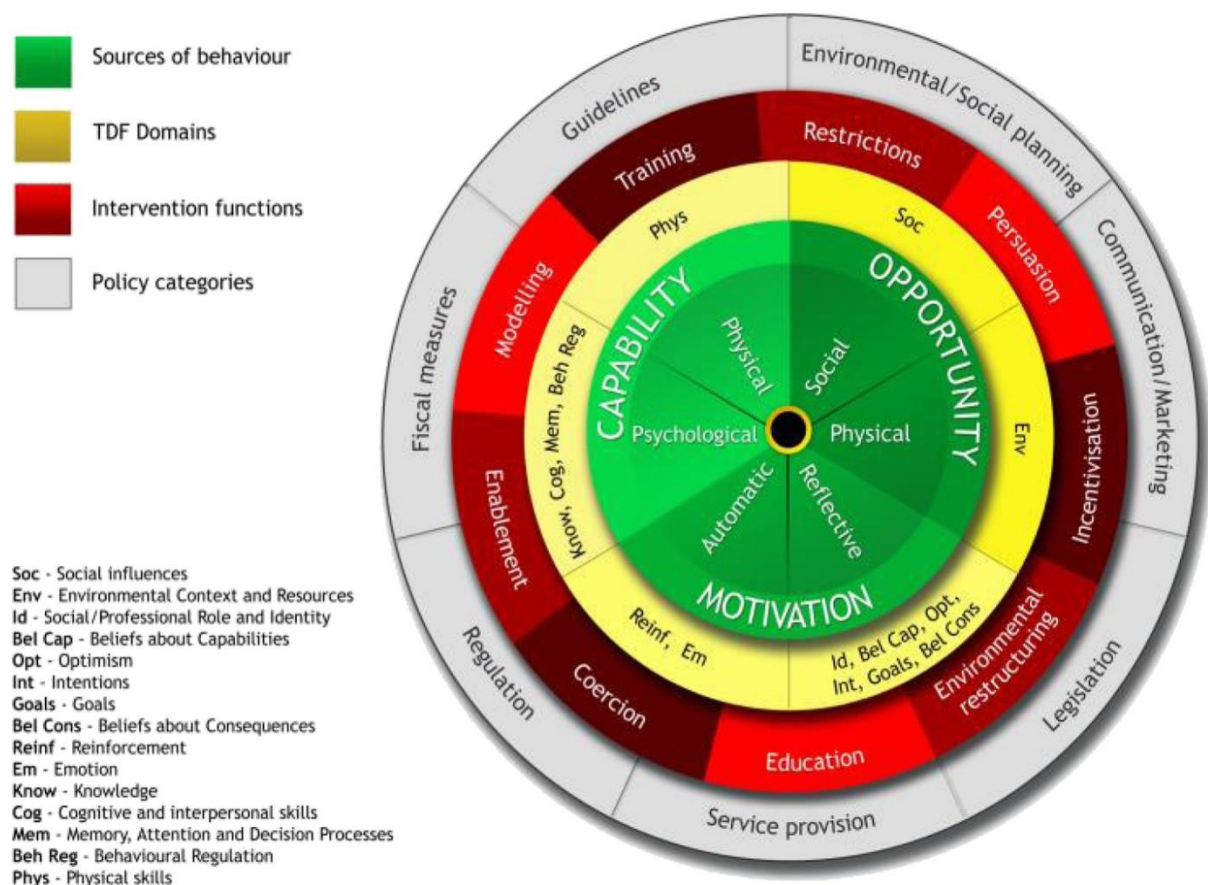 Sources of behaviour
TDF Domains
Intervention functions
Policy categories
Soc - Social influences
Env - Environmental Context and Resources
Id - Social/Professional Role and Identity
Bel Cap - Beliefs about Capabilities
Opt - Optimism
Int - Intentions
Goals - Goals
Bel Cons - Beliefs about Consequences
Reinf - Reinforcement
Em - Emotion
Know - Knowledge
Cog - Cognitive and interpersonal skills
Mem - Memory, Attention and Decision Processes
Beh Reg - Behavioural Regulation
Phys - Physical skills
Guidelines
Environmental/Social planning
Communication/Marketing
Legislation
Service provision
Regulation
Fiscal measures
Training
Restrictions
Persuasion
Incentivisation
Environmental
restructuring
Education
Coercion
Enablement
Modelling
Phys
Soc
Env
Id, Bel Cap, Opt,
Int, Goals, Bel Cons
Reinf, Em
Know, Cog, Mem, Beh Reg
CAPABILITY
OPPORTUNITY
MOTIVATION
Physical
Social
Psychological
Physical
Automatic
Reflective